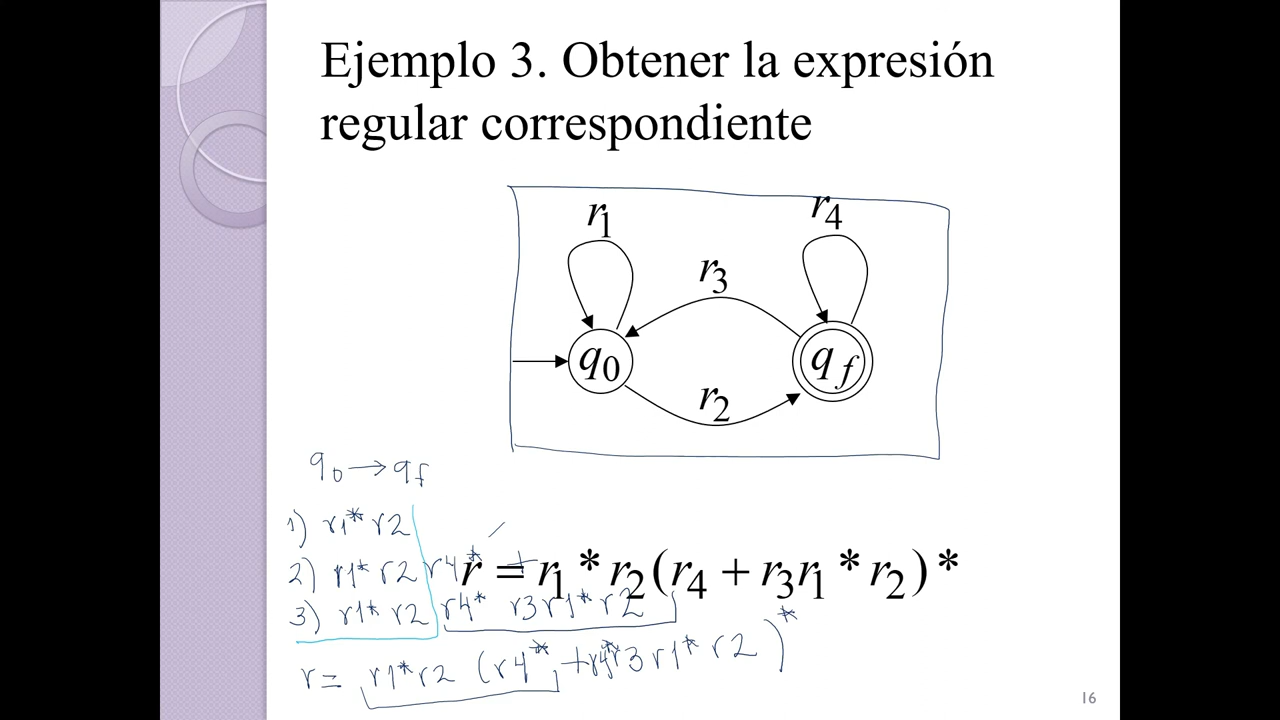 Ejemplo 3. Obtener la expresión
regular correspondiente
r1
r4
r3
q0
qf
r2
q0 → qf
1) r1* r2
2) r1* r2 r4* +
r = r1 * r2(r4 + r3r1 * r2) *
3) r1* r2 r4* r3 r1* r2
r = r1* r2 (r4* + r4* r3 r1* r2)*
16